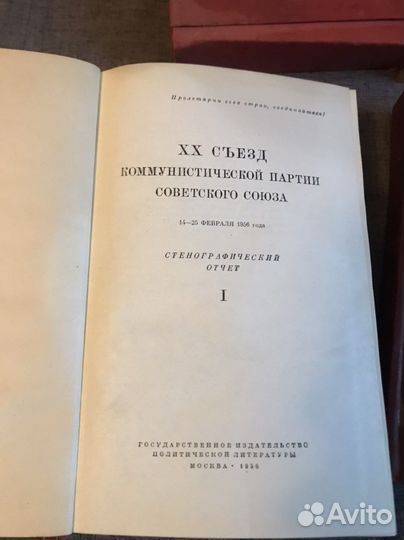 Пролетарии всех стран, соединяйтесь!
XX СЪЕЗД
КОММУНИСТИЧЕСКОЙ ПАРТИИ
СОВЕТСКОГО СОЮЗА
14—25 ФЕВРАЛЯ 1956 года
СТЕНОГРАФИЧЕСКИЙ
ОТЧЕТ
I
ГОСУДАРСТВЕННОЕ ИЗДАТЕЛЬСТВО
ПОЛИТИЧЕСКОЙ ЛИТЕРАТУРЫ
МОСКВА • 1956
Avito